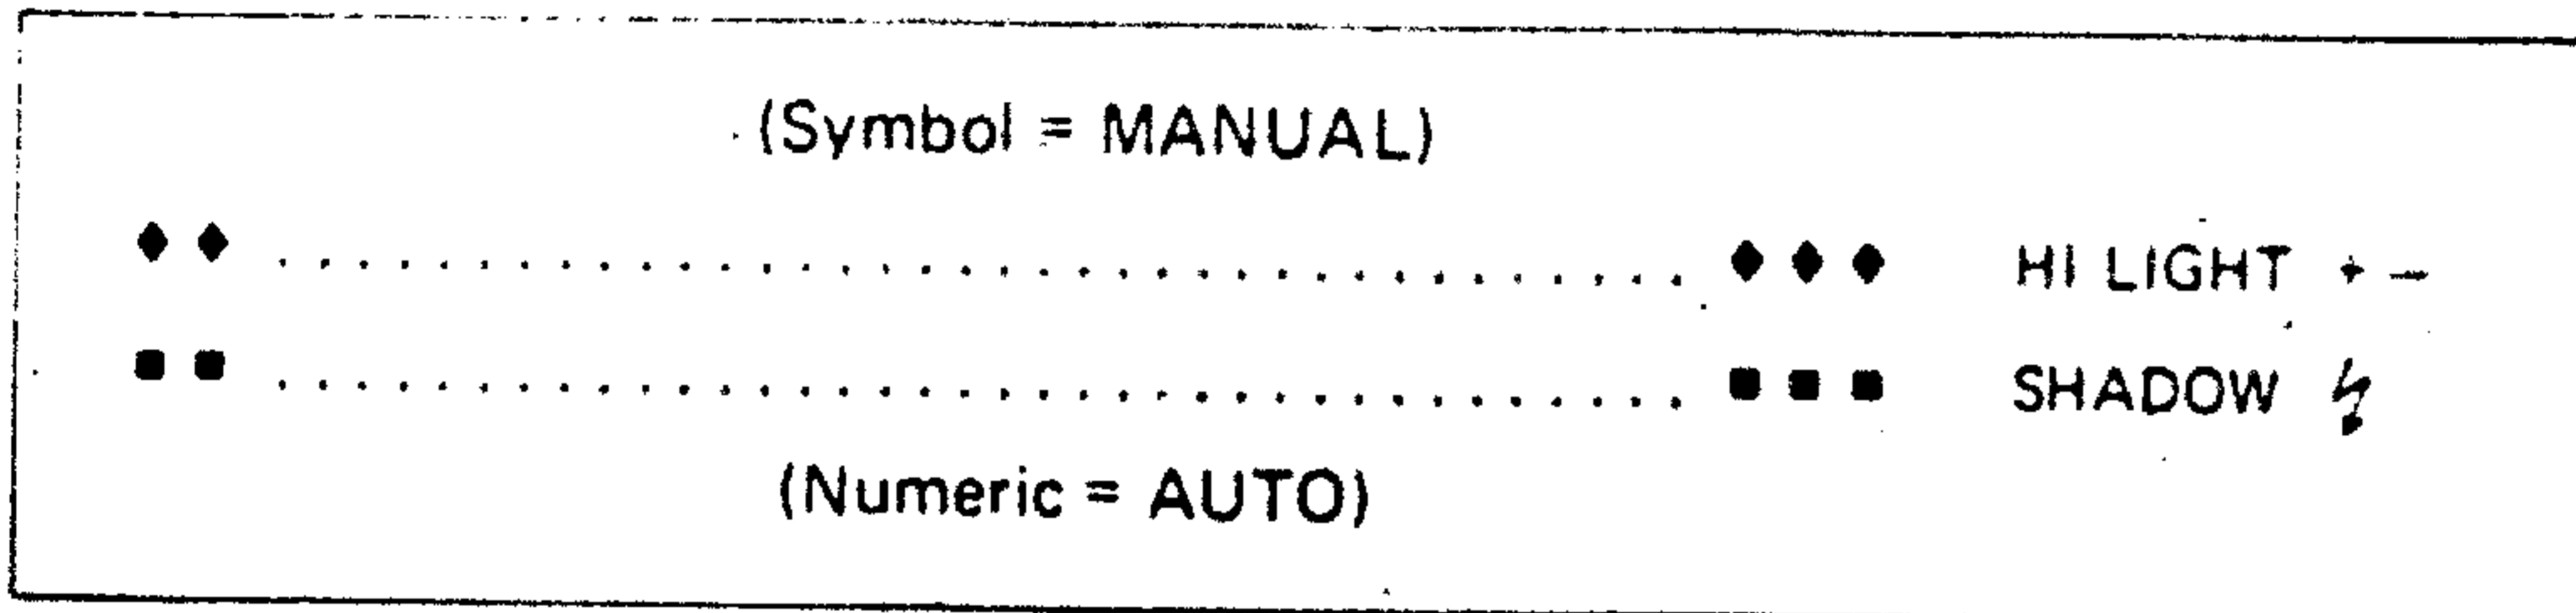 (Symbol = MANUAL)
♦ ♦ .................................... ♦ ♦ ♦ HI LIGHT + –
■ ■ .................................... ■ ■ ■ SHADOW ↯
(Numeric = AUTO)